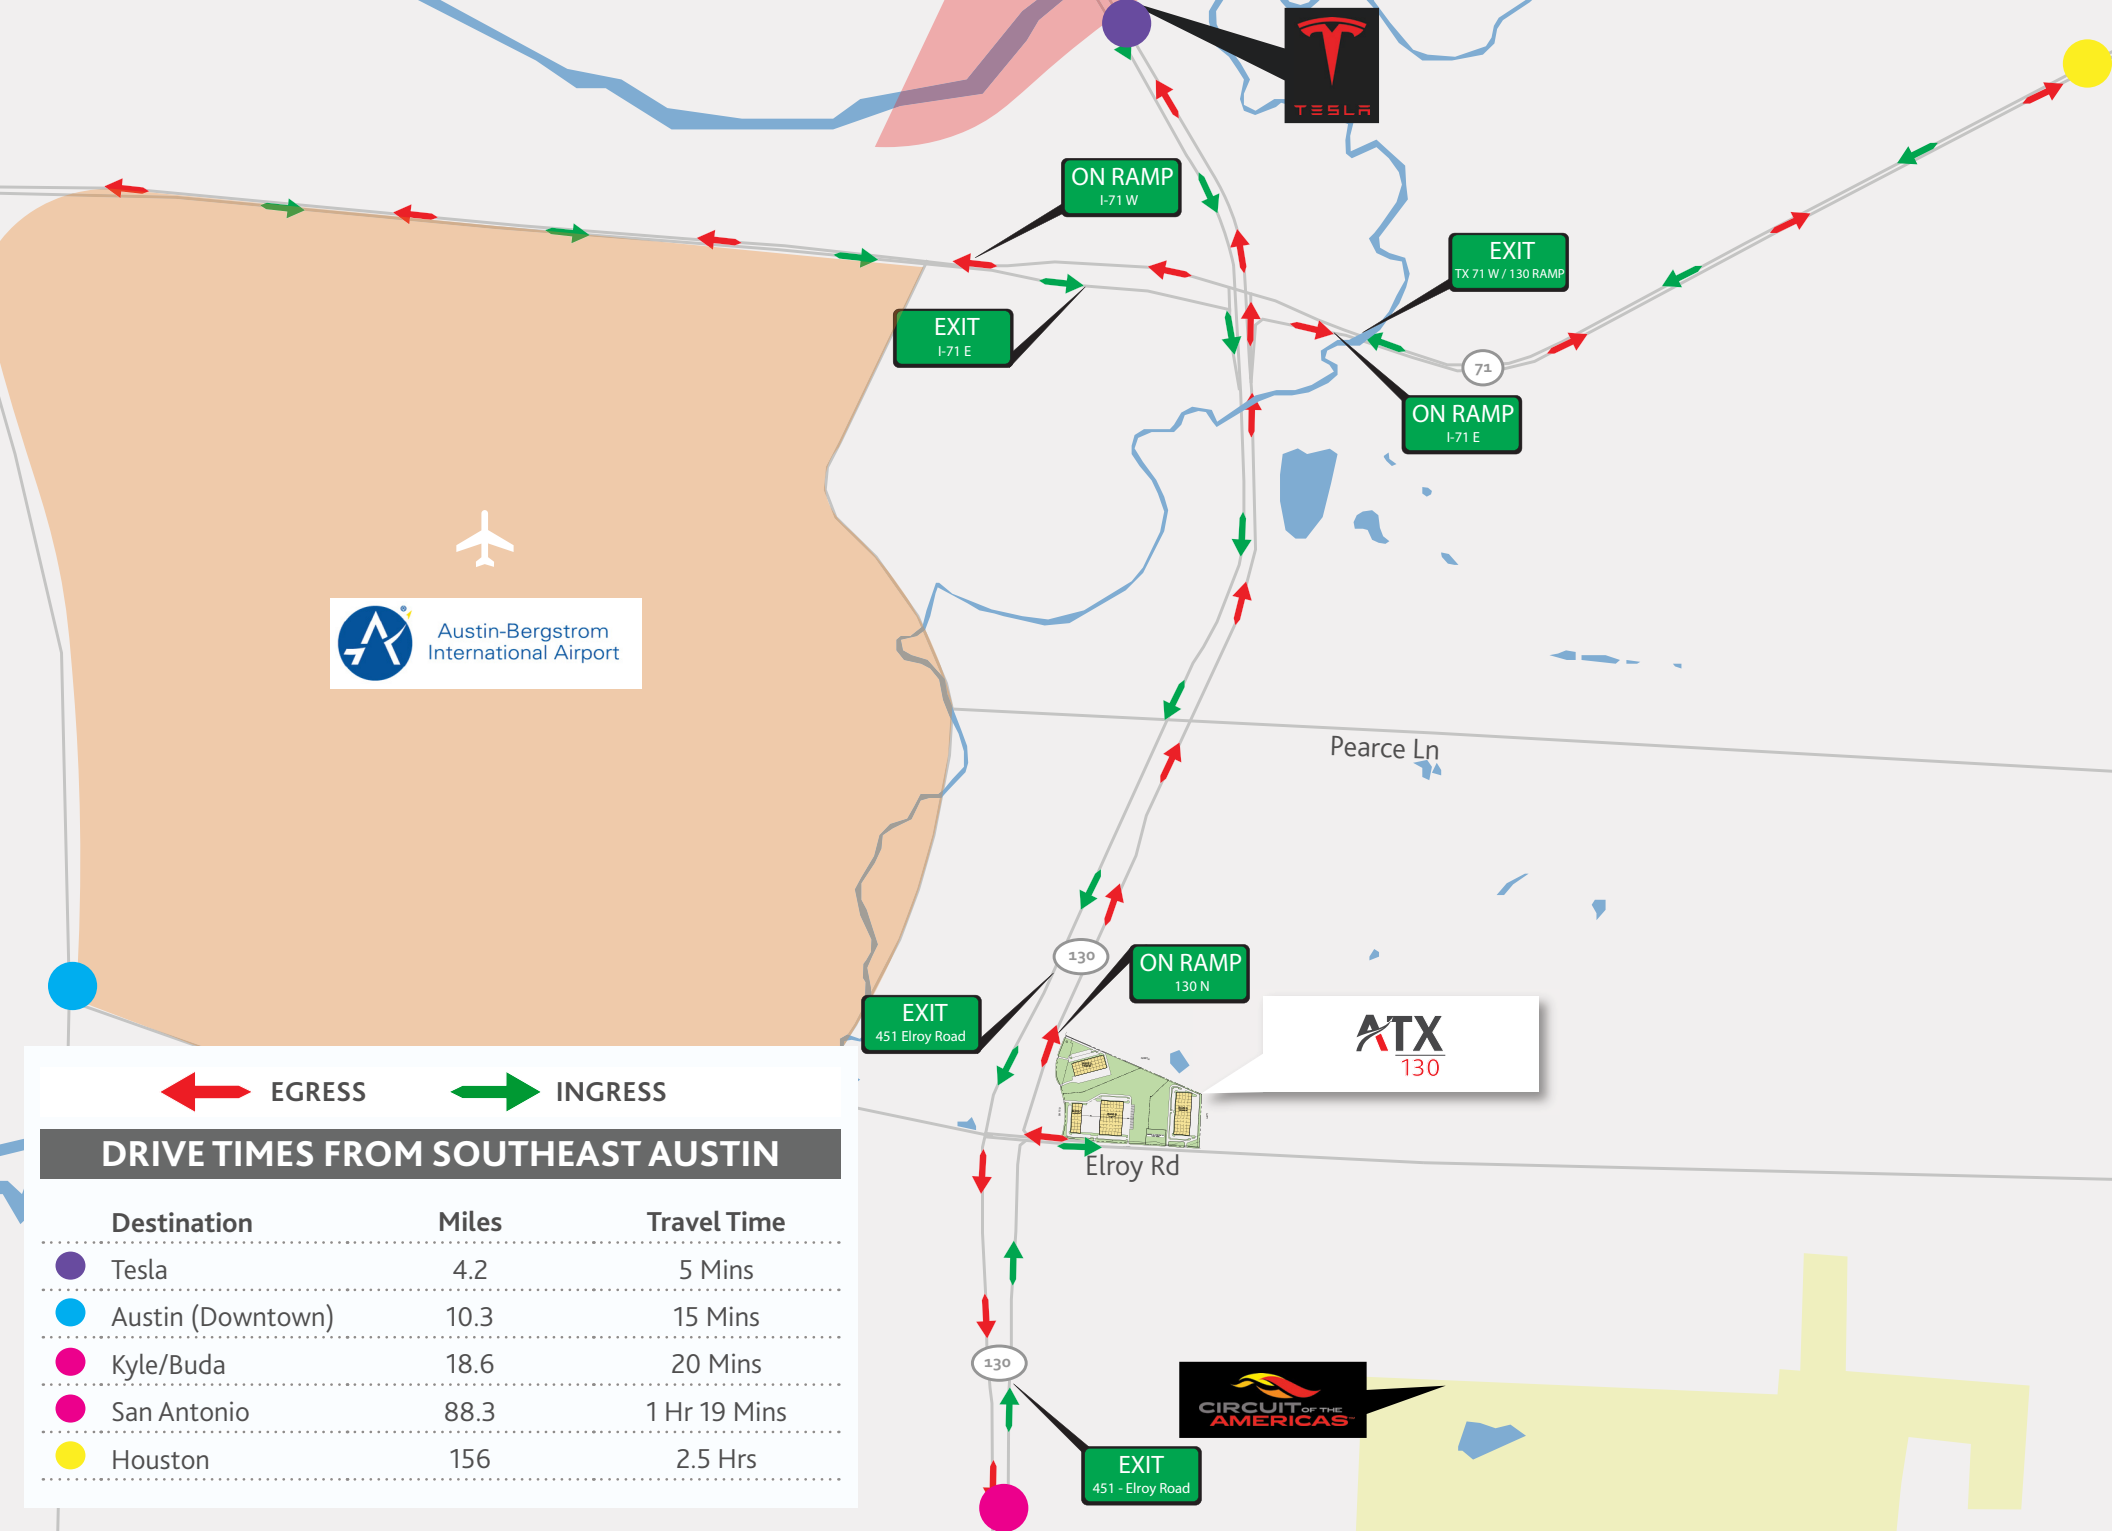 TESLA
ON RAMP
I-71 W
EXIT
TX 71 W / 130 RAMP
EXIT
I-71 E
71
ON RAMP
I-71 E
Austin-Bergstrom
International Airport
Pearce Ln
130
ON RAMP
130 N
EXIT
451 Elroy Road
ATX
130
Elroy Rd
EGRESS
INGRESS
DRIVE TIMES FROM SOUTHEAST AUSTIN
Destination Miles Travel Time
Tesla 4.2 5 Mins
Austin (Downtown) 10.3 15 Mins
Kyle/Buda 18.6 20 Mins
San Antonio 88.3 1 Hr 19 Mins
Houston 156 2.5 Hrs
130
CIRCUIT OF THE
AMERICAS
EXIT
451 - Elroy Road